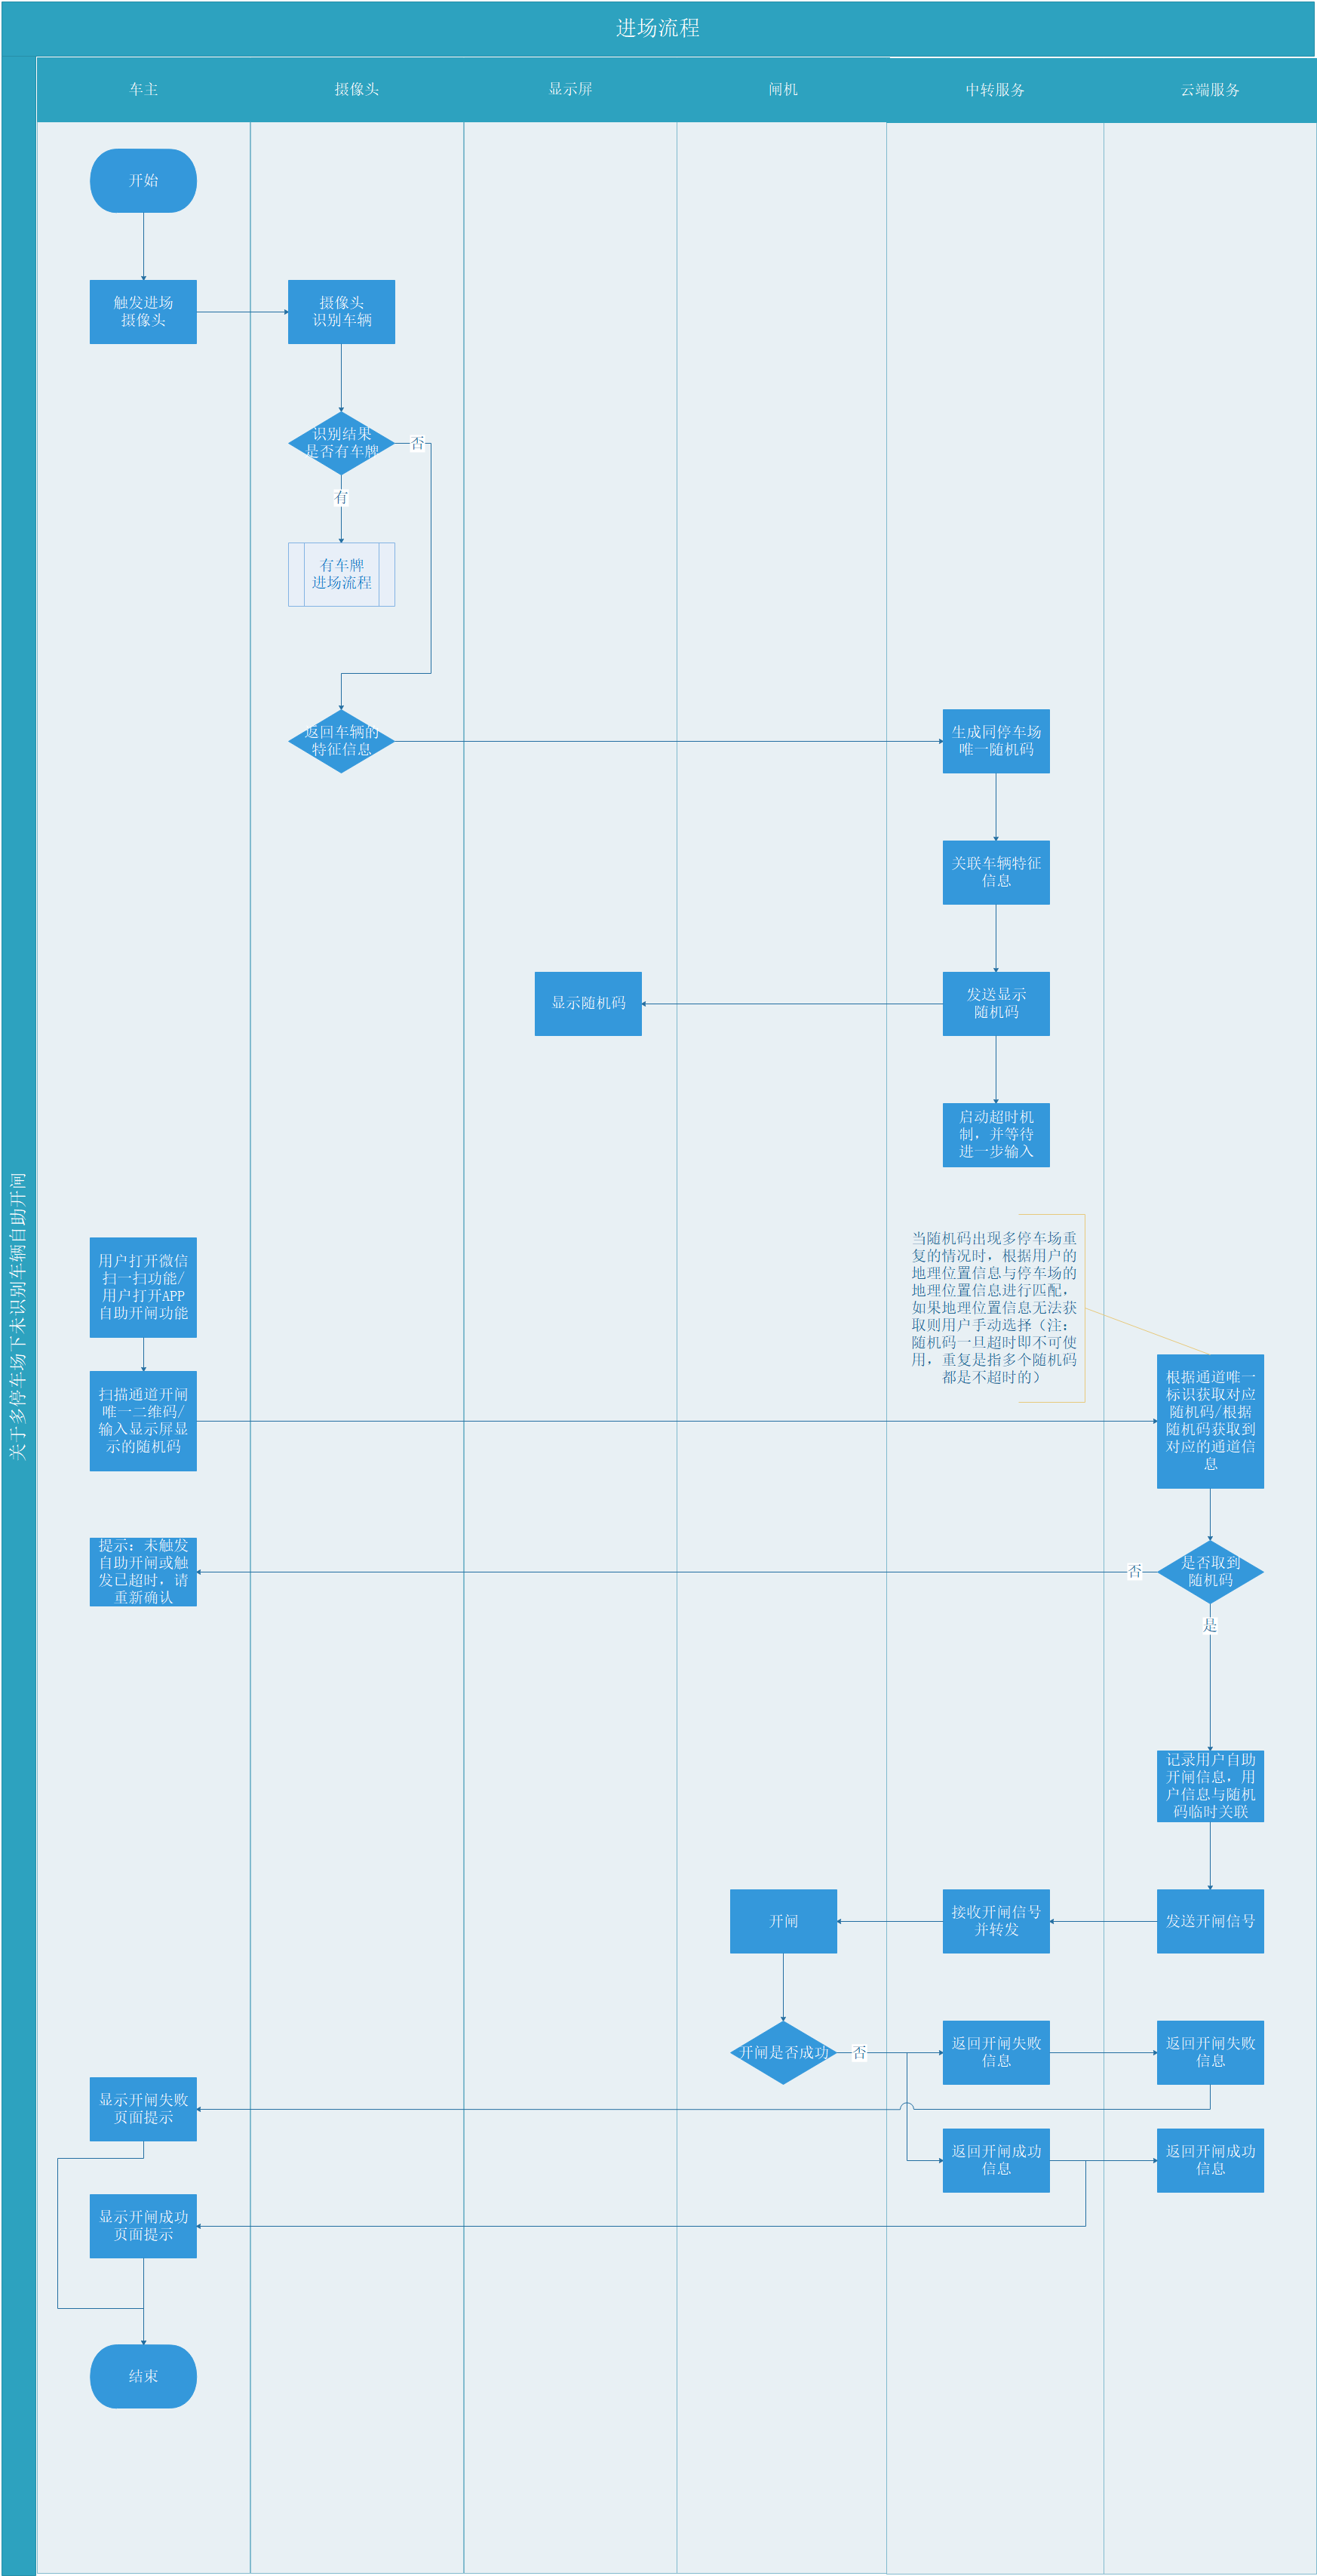 进场流程
车主
摄像头
显示屏
闸机
中转服务
云端服务
关于多停车场下未识别车辆自助开闸
开始
触发进场
摄像头
摄像头
识别车辆
识别结果
是否有车牌
否
有
有车牌
进场流程
返回车辆的
特征信息
生成同停车场
唯一随机码
关联车辆特征
信息
显示随机码
发送显示
随机码
启动超时机
制，并等待
进一步输入
用户打开微信
扫一扫功能/
用户打开APP
自助开闸功能
当随机码出现多停车场重
复的情况时，根据用户的
地理位置信息与停车场的
地理位置信息进行匹配，
如果地理位置信息无法获
取则用户手动选择（注：
随机码一旦超时即不可使
用，重复是指多个随机码
都是不超时的）
扫描通道开闸
唯一二维码/
输入显示屏显
示的随机码
根据通道唯一
标识获取对应
随机码/根据
随机码获取到
对应的通道信
息
提示：未触发
自助开闸或触
发已超时，请
重新确认
否
是否取到
随机码
是
记录用户自助
开闸信息，用
户信息与随机
码临时关联
开闸
接收开闸信号
并转发
发送开闸信号
开闸是否成功
否
返回开闸失败
信息
返回开闸失败
信息
显示开闸失败
页面提示
返回开闸成功
信息
返回开闸成功
信息
显示开闸成功
页面提示
结束